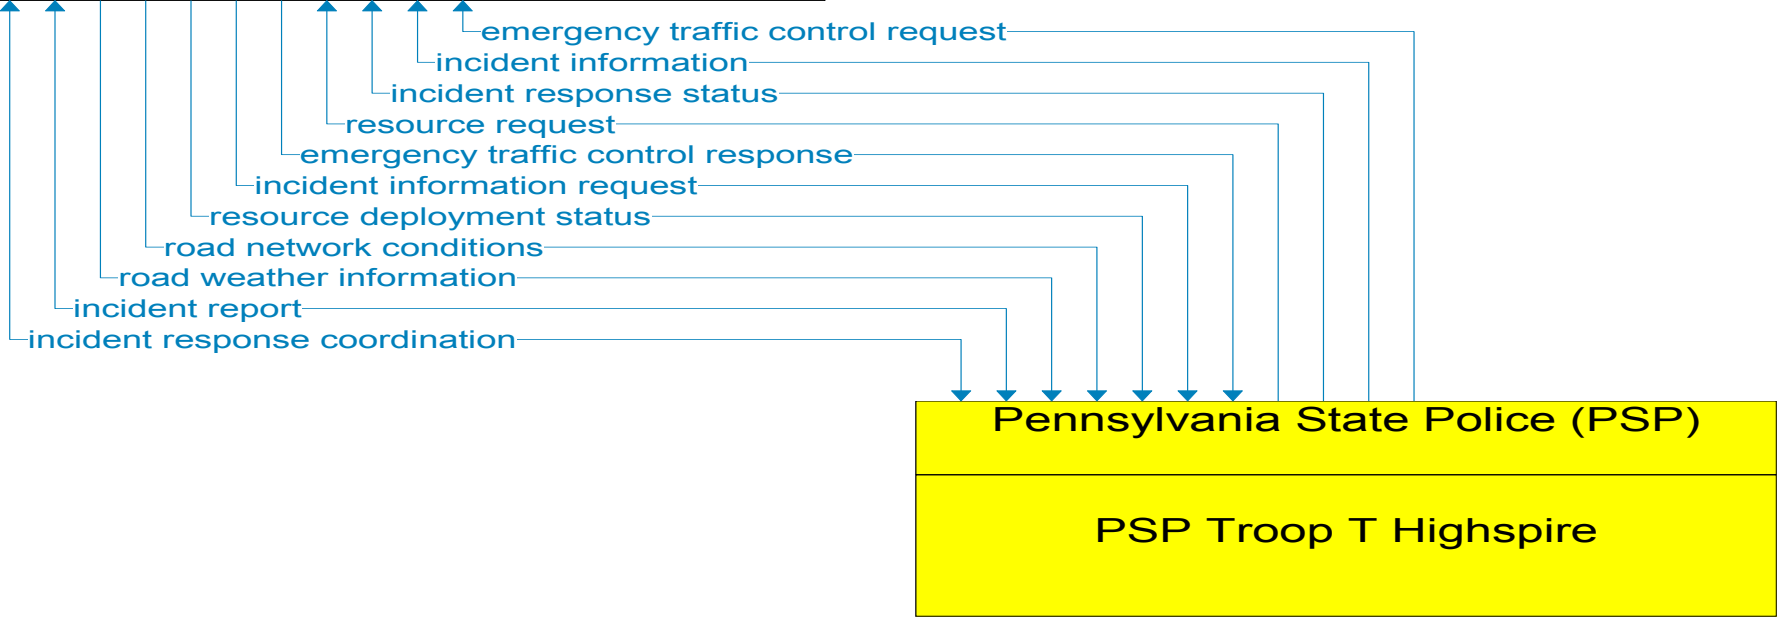 emergency traffic control request
incident information
incident response status
resource request
emergency traffic control response
incident information request
resource deployment status
road network conditions
road weather information
incident report
incident response coordination
Pennsylvania State Police (PSP)
PSP Troop T Highspire